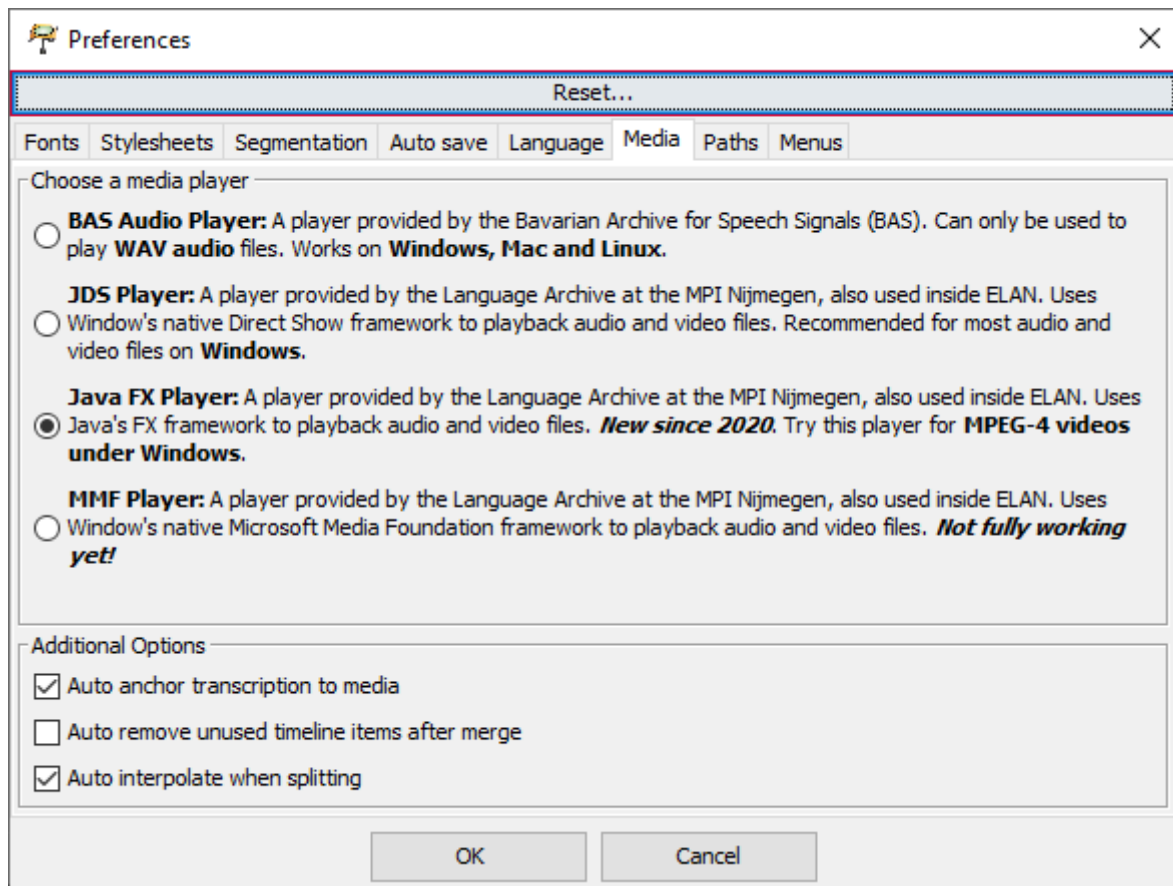 Preferences
Reset...
Fonts Stylesheets Segmentation Auto save Language Media Paths Menus
Choose a media player
BAS Audio Player: A player provided by the Bavarian Archive for Speech Signals (BAS). Can only be used to
play WAV audio files. Works on Windows, Mac and Linux.
JDS Player: A player provided by the Language Archive at the MPI Nijmegen, also used inside ELAN. Uses
Window's native Direct Show framework to playback audio and video files. Recommended for most audio and
video files on Windows.
Java FX Player: A player provided by the Language Archive at the MPI Nijmegen, also used inside ELAN. Uses
Java's FX framework to playback audio and video files. New since 2020. Try this player for MPEG-4 videos
under Windows.
MMF Player: A player provided by the Language Archive at the MPI Nijmegen, also used inside ELAN. Uses
Window's native Microsoft Media Foundation framework to playback audio and video files. Not fully working
yet!
Additional Options
Auto anchor transcription to media
Auto remove unused timeline items after merge
Auto interpolate when splitting
OK Cancel